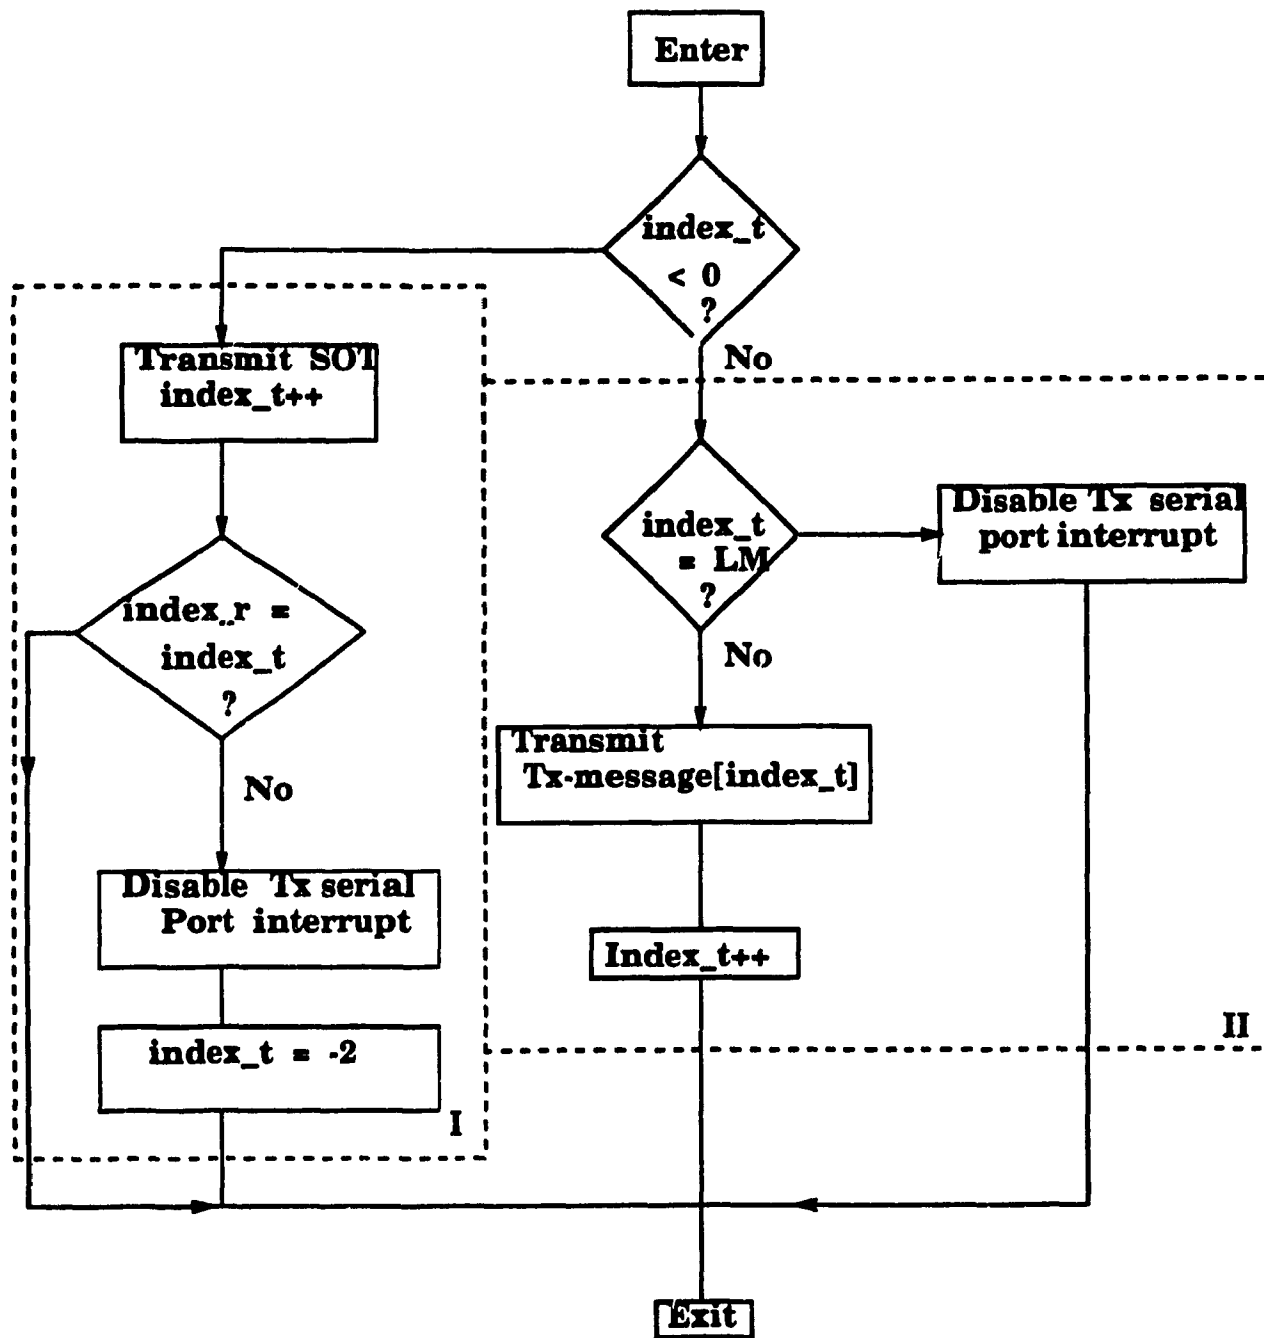 Enter
index_t
< 0
?
No
Transmit SOT
index_t++
index_t
= LM
?
Disable Tx serial
port interrupt
index_r =
index_t
?
No
No
Transmit
Tx-message[index_t]
Disable Tx serial
Port interrupt
Index_t++
index_t = -2
I
II
Exit